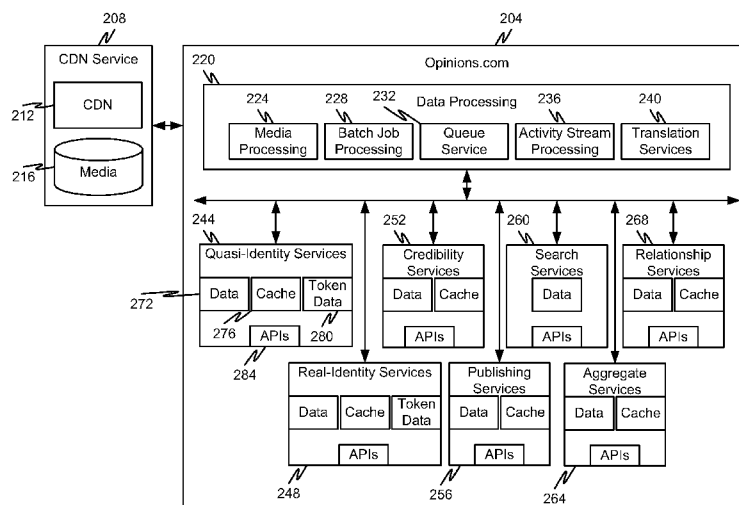 208
CDN Service
212
CDN
216
Media
204
Opinions.com
220
Data Processing
224
228
232
236
240
Media
Processing
Batch Job
Processing
Queue
Service
Activity Stream
Processing
Translation
Services
244
252
260
268
Quasi-Identity Services
272
Data
Cache
Token
Data
276
280
APIs
284
Credibility
Services
Data
Cache
APIs
Search
Services
Data
APIs
Relationship
Services
Data
Cache
APIs
Real-Identity Services
Data
Cache
Token
Data
APIs
248
Publishing
Services
Data
Cache
APIs
256
Aggregate
Services
Data
Cache
APIs
264